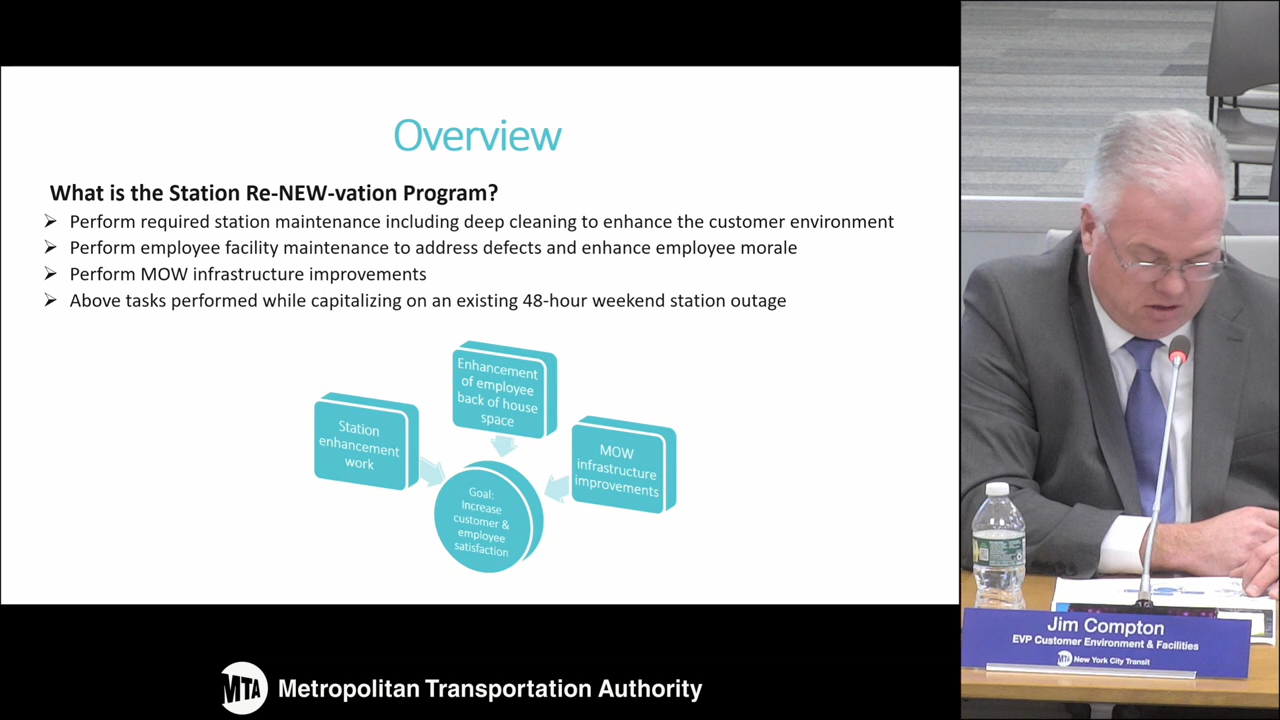 Overview
What is the Station Re-NEW-vation Program?
➢ Perform required station maintenance including deep cleaning to enhance the customer environment
➢ Perform employee facility maintenance to address defects and enhance employee morale
➢ Perform MOW infrastructure improvements
➢ Above tasks performed while capitalizing on an existing 48-hour weekend station outage
Station
enhancement
work
Enhancement
of employee
back of house
space
MOW
infrastructure
improvements
Goal:
Increase
customer &
employee
satisfaction
Jim Compton
EVP Customer Environment & Facilities
MTA New York City Transit
MTA Metropolitan Transportation Authority